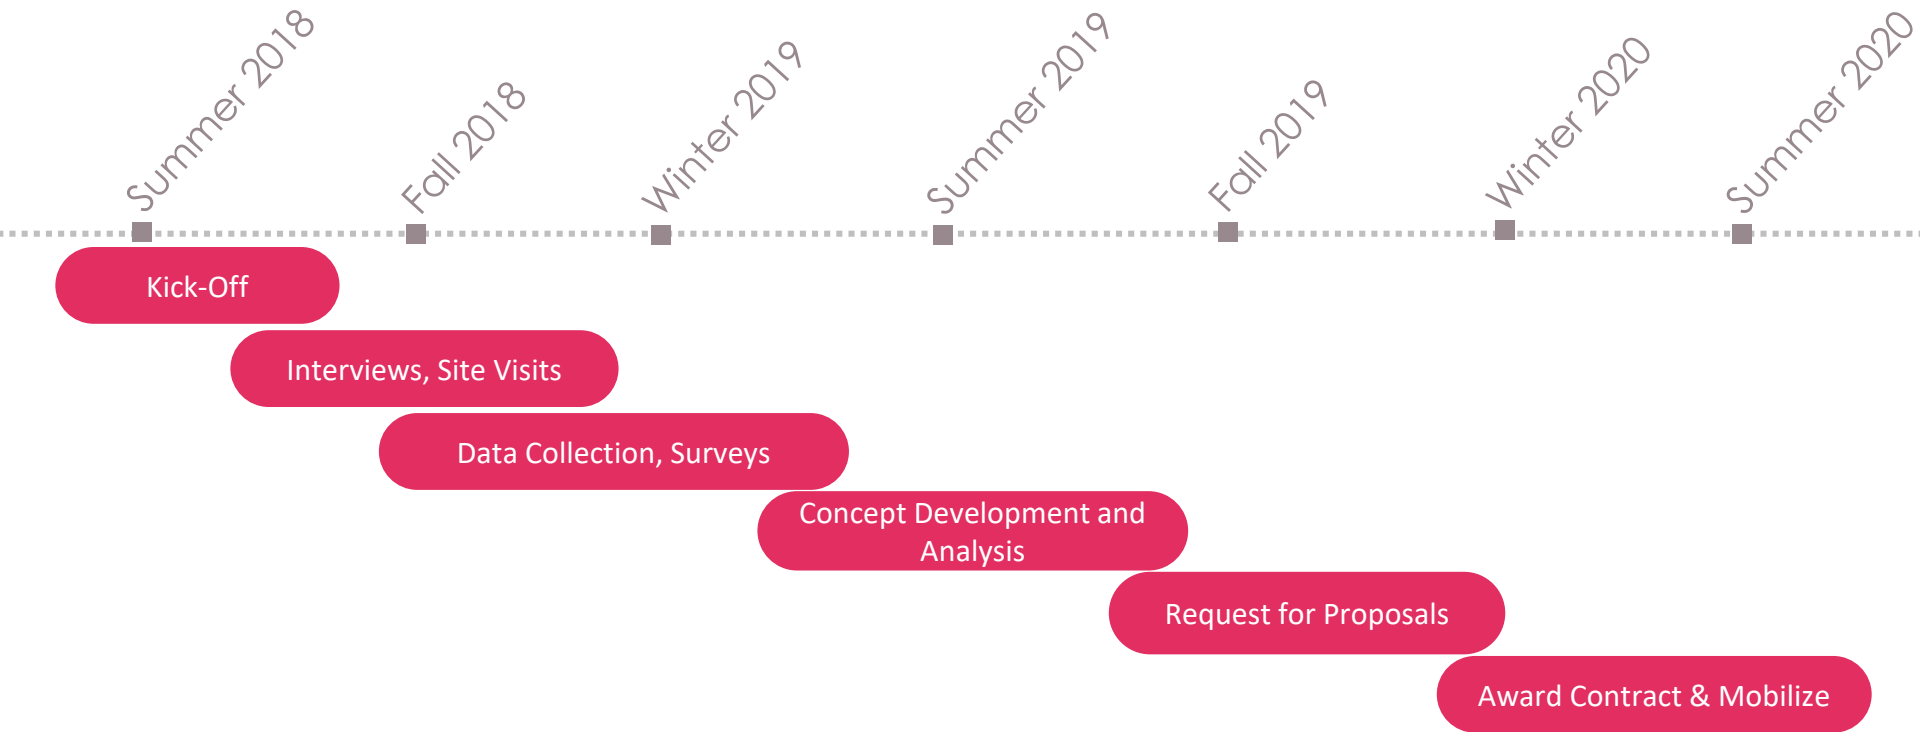 Summer 2018
Fall 2018
Winter 2019
Summer 2019
Fall 2019
Winter 2020
Summer 2020
Kick-Off
Interviews, Site Visits
Data Collection, Surveys
Concept Development and
Analysis
Request for Proposals
Award Contract & Mobilize